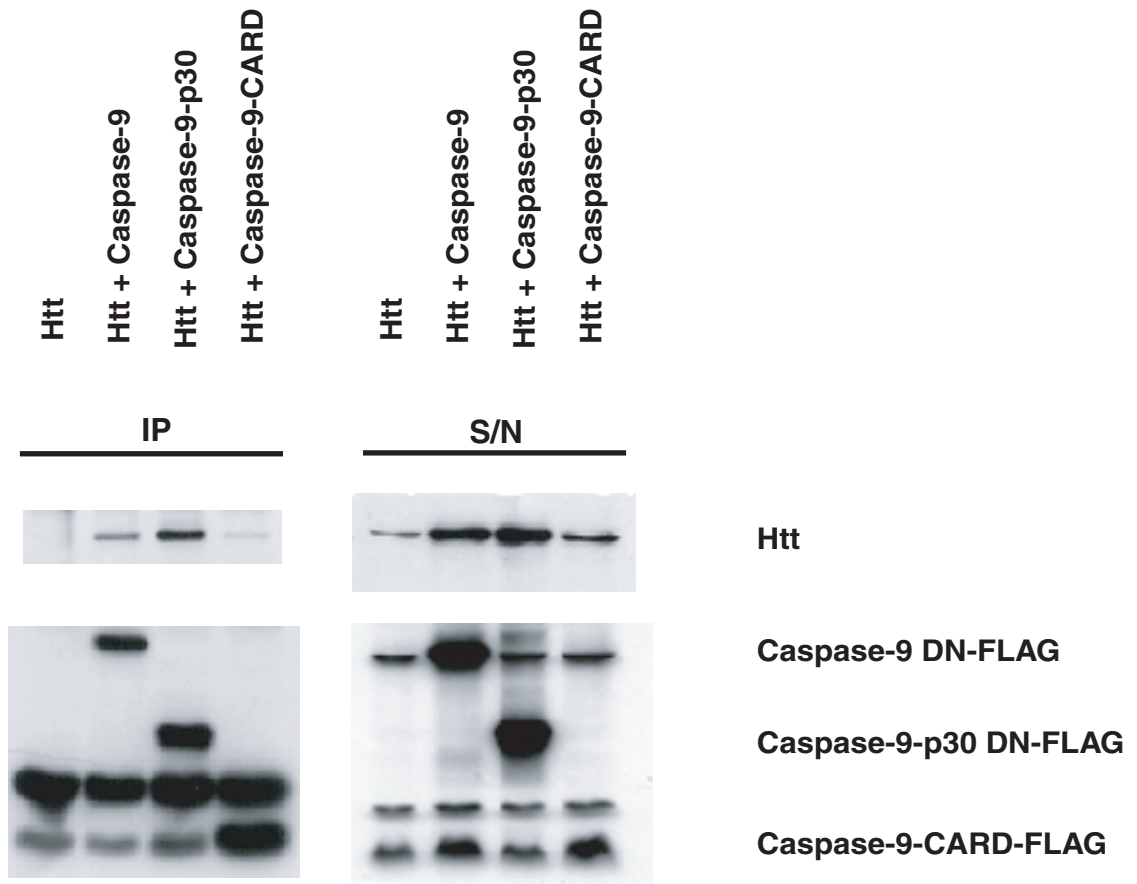 Htt
Htt + Caspase-9
Htt + Caspase-9-p30
Htt + Caspase-9-CARD
Htt
Htt + Caspase-9
Htt + Caspase-9-p30
Htt + Caspase-9-CARD
IP
S/N
Htt
Caspase-9 DN-FLAG
Caspase-9-p30 DN-FLAG
Caspase-9-CARD-FLAG